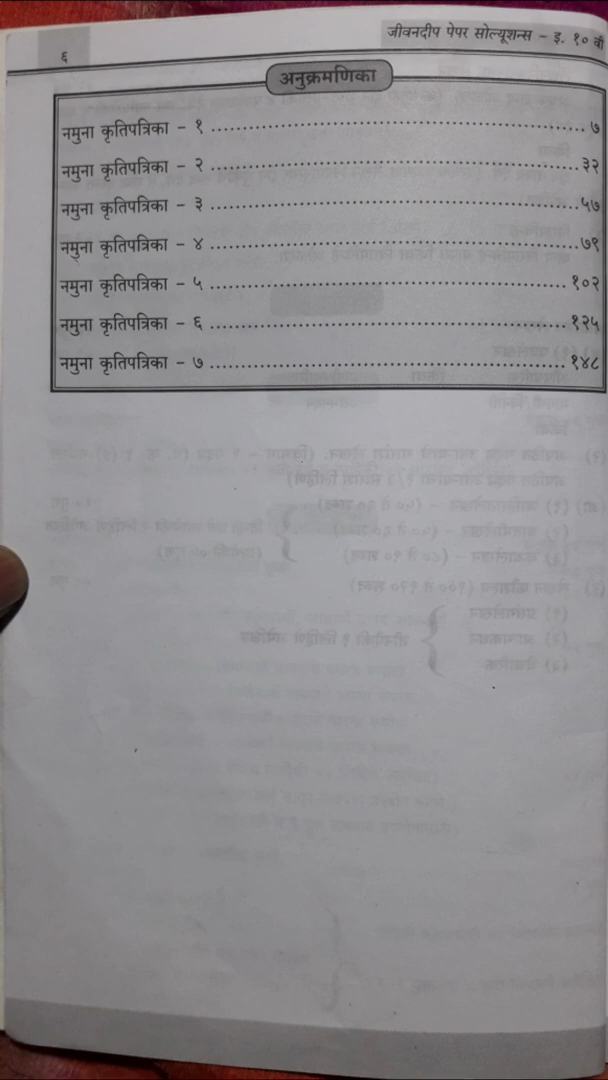 जीवनदीप पेपर सोल्यूशन्स - इ. १० वी
६
अनुक्रमणिका
नमुना कृतिपत्रिका - १ ........................................................ ७
नमुना कृतिपत्रिका - २ ........................................................ ३२
नमुना कृतिपत्रिका - ३ ........................................................ ५७
नमुना कृतिपत्रिका - ४ ........................................................ ७९
नमुना कृतिपत्रिका - ५ ........................................................ १०२
नमुना कृतिपत्रिका - ६ ........................................................ १२५
नमुना कृतिपत्रिका - ७ ........................................................ १४८